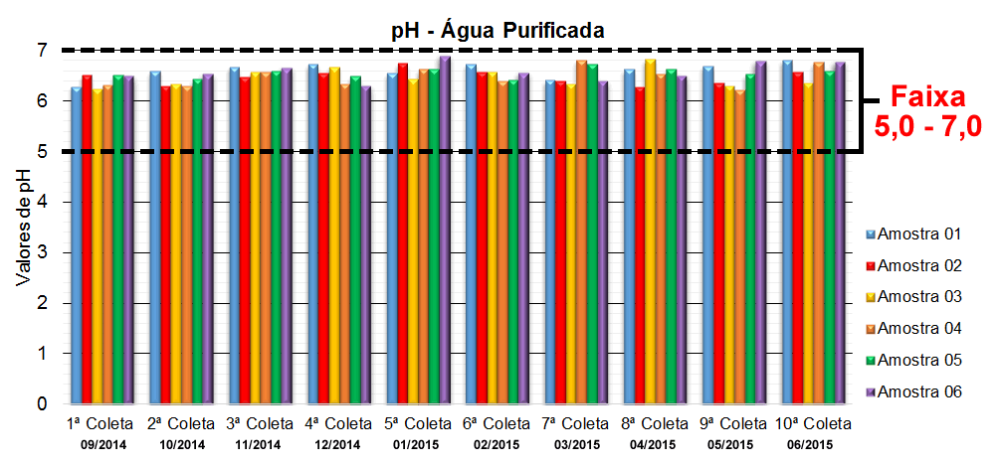 pH - Água Purificada
Valores de pH
7
6
5
4
3
2
1
0
Faixa
5,0 - 7,0
Amostra 01
Amostra 02
Amostra 03
Amostra 04
Amostra 05
Amostra 06
1ª Coleta 2ª Coleta 3ª Coleta 4ª Coleta 5ª Coleta 6ª Coleta 7ª Coleta 8ª Coleta 9ª Coleta 10ª Coleta
09/2014 10/2014 11/2014 12/2014 01/2015 02/2015 03/2015 04/2015 05/2015 06/2015